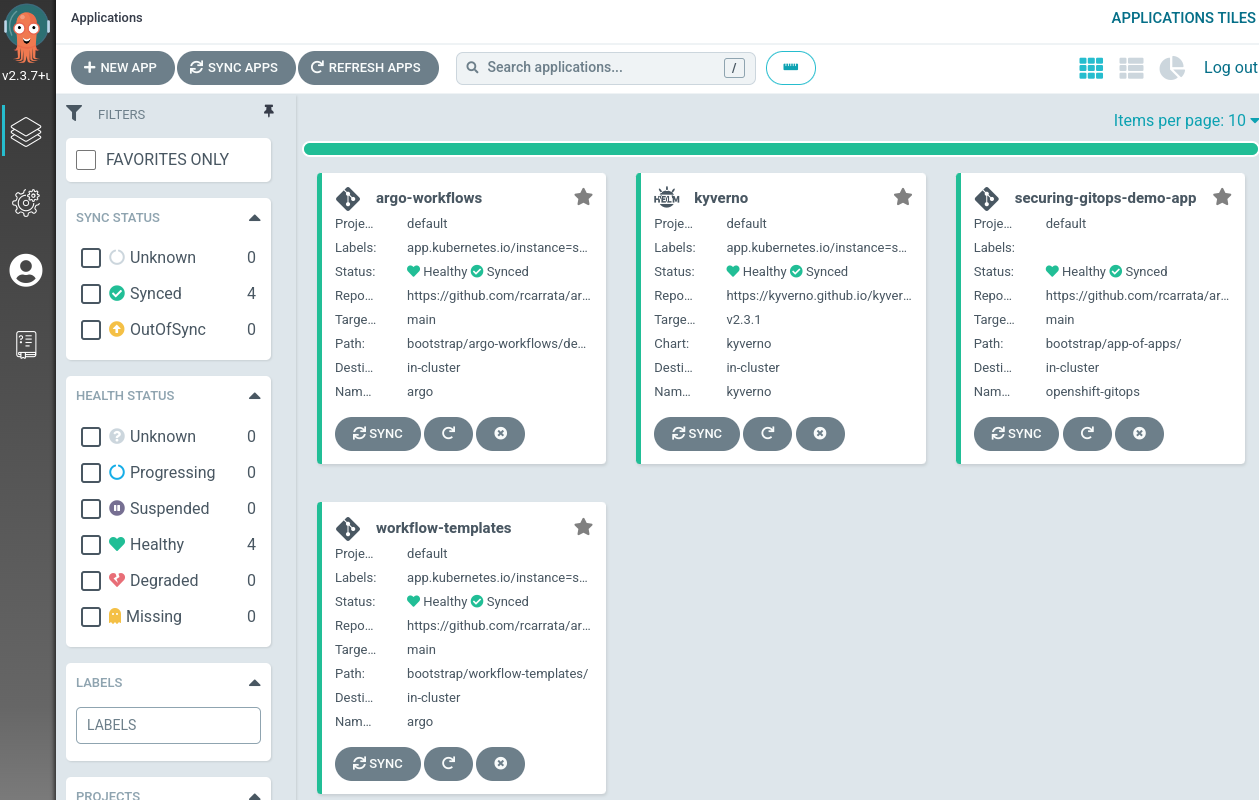 Applications
APPLICATIONS TILES
v2.3.7+
NEW APP
SYNC APPS
REFRESH APPS
Search applications...
/
Log out
FILTERS
Items per page: 10
FAVORITES ONLY
SYNC STATUS
Unknown 0
Synced 4
OutOfSync 0
HEALTH STATUS
Unknown 0
Progressing 0
Suspended 0
Healthy 4
Degraded 0
Missing 0
LABELS
LABELS
PROJECTS
argo-workflows
Proje... default
Labels: app.kubernetes.io/instance=s...
Status: Healthy Synced
Repo... https://github.com/rcarrata/ar...
Targe... main
Path: bootstrap/argo-workflows/de...
Desti... in-cluster
Nam... argo
SYNC
HELM
kyverno
Proje... default
Labels: app.kubernetes.io/instance=s...
Status: Healthy Synced
Repo... https://kyverno.github.io/kyver...
Targe... v2.3.1
Chart: kyverno
Desti... in-cluster
Nam... kyverno
SYNC
securing-gitops-demo-app
Proje... default
Labels:
Status: Healthy Synced
Repo... https://github.com/rcarrata/ar...
Targe... main
Path: bootstrap/app-of-apps/
Desti... in-cluster
Nam... openshift-gitops
SYNC
workflow-templates
Proje... default
Labels: app.kubernetes.io/instance=s...
Status: Healthy Synced
Repo... https://github.com/rcarrata/ar...
Targe... main
Path: bootstrap/workflow-templates/
Desti... in-cluster
Nam... argo
SYNC